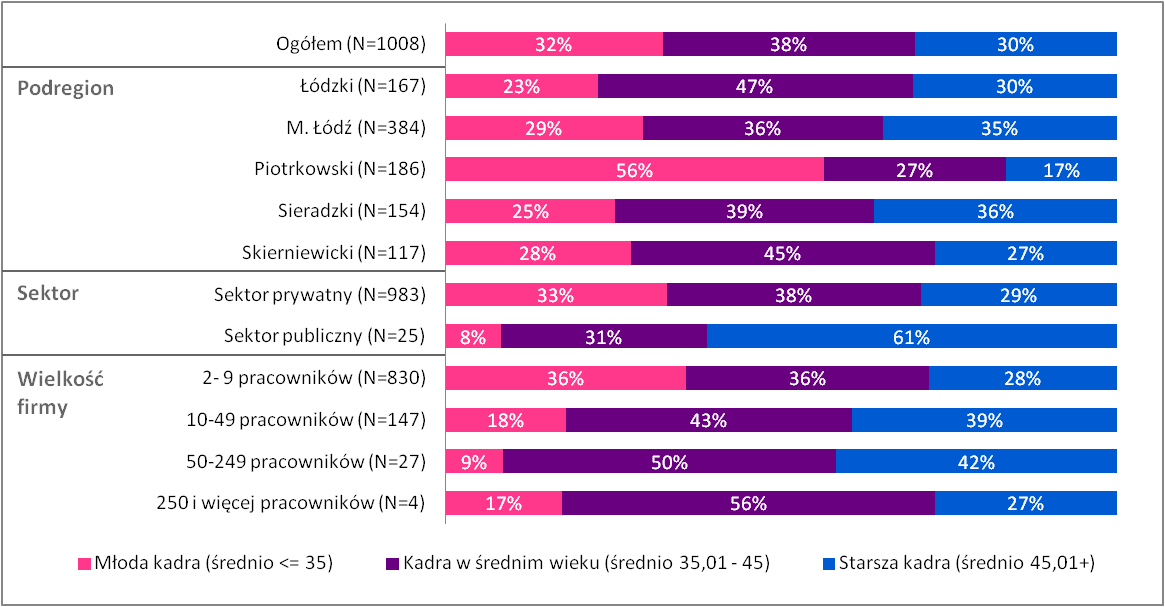 Ogółem (N=1008) 32% 38% 30%
Podregion
Łódzki (N=167) 23% 47% 30%
M. Łódź (N=384) 29% 36% 35%
Piotrkowski (N=186) 56% 27% 17%
Sieradzki (N=154) 25% 39% 36%
Skierniewicki (N=117) 28% 45% 27%
Sektor
Sektor prywatny (N=983) 33% 38% 29%
Sektor publiczny (N=25) 8% 31% 61%
Wielkość
firmy
2- 9 pracowników (N=830) 36% 36% 28%
10-49 pracowników (N=147) 18% 43% 39%
50-249 pracowników (N=27) 9% 50% 42%
250 i więcej pracowników (N=4) 17% 56% 27%
Młoda kadra (średnio <= 35) Kadra w średnim wieku (średnio 35,01 - 45) Starsza kadra (średnio 45,01+)